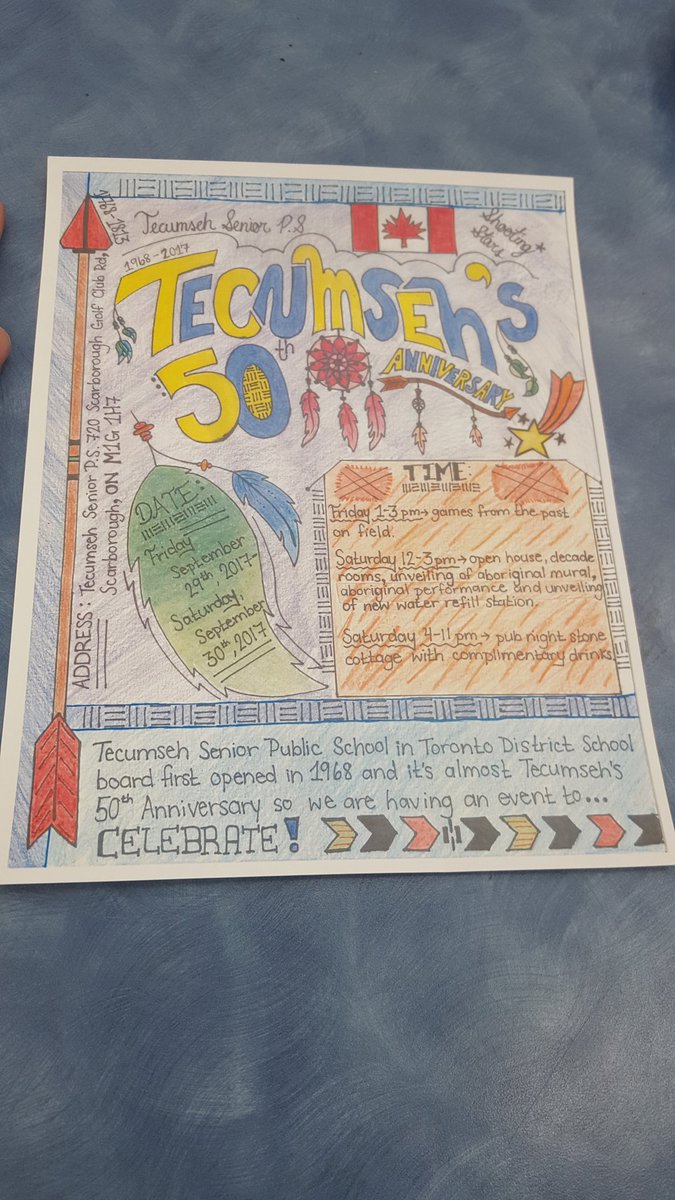 Tecumseh Senior P.S
Shooting
Stars
1968-2017
TECUMSEh's
50th
ANNIVERSARY
ADDRESS: Tecumseh Senior P.S. 720 Scarborough Golf Club Rd,
Scarborough, ON M1G 1H7
DATE:
Friday
September
29th, 2017-
Saturday,
September
30th, 2017
TIME:
Friday 1-3pm→ games from the past
on field.
Saturday 12-3pm→ open house, decade
rooms, unveiling of aboriginal mural,
aboriginal performance and unveiling
of new water refill station.
Saturday 4-11 pm→ pub night stone
cottage with complimentary drinks
Tecumseh Senior Public School in Toronto District School
board first opened in 1968 and it's almost Tecumseh's
50th Anniversary so we are having an event to...
CELEBRATE!